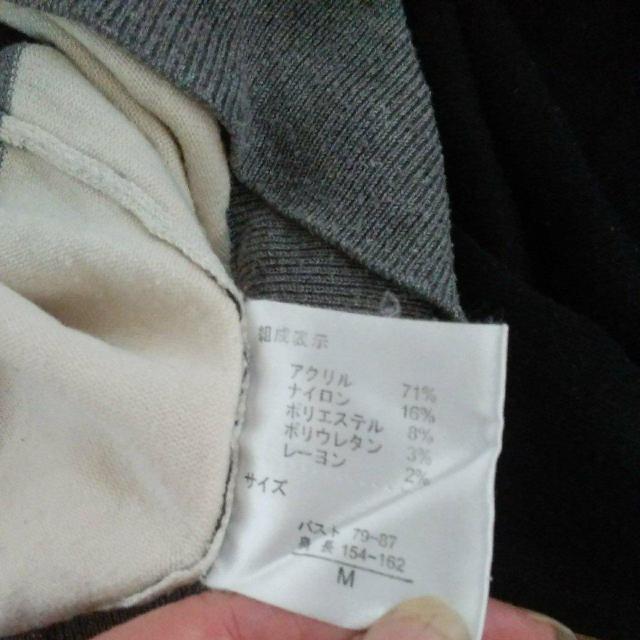 組成表示
アクリル 71%
ナイロン 16%
ポリエステル 8%
ポリウレタン 3%
レーヨン 2%
サイズ
バスト 79-87
身長 154-162
M